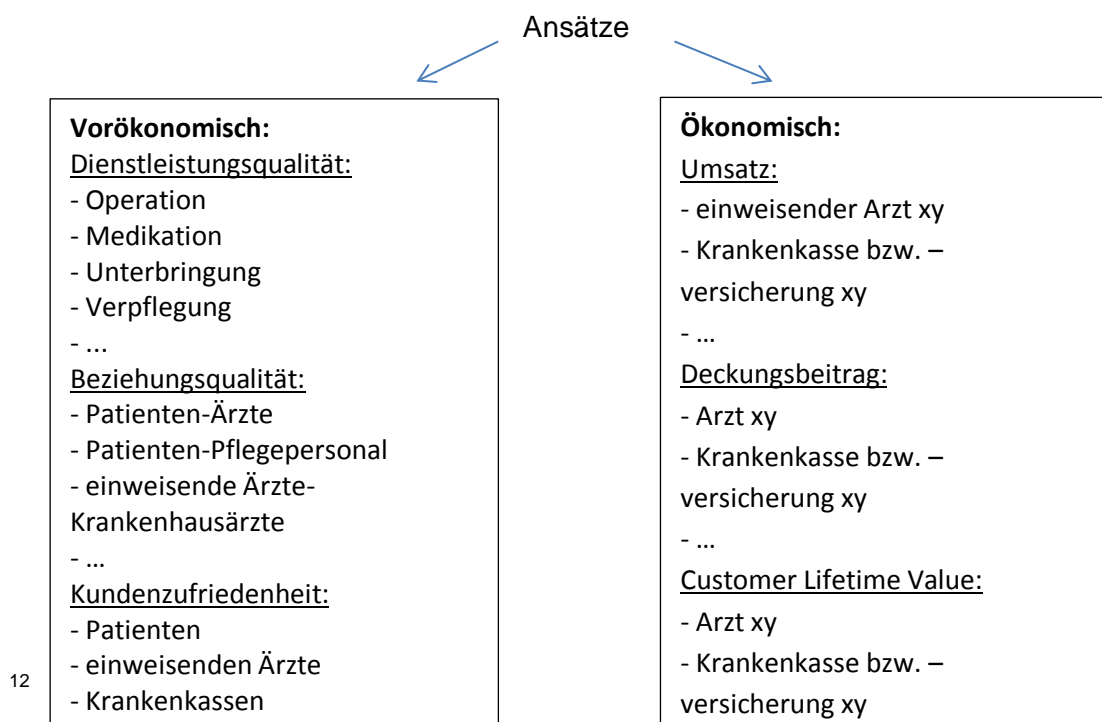 Ansätze
Vorökonomisch:
Dienstleistungsqualität:
- Operation
- Medikation
- Unterbringung
- Verpflegung
- ...
Beziehungsqualität:
- Patienten-Ärzte
- Patienten-Pflegepersonal
- einweisende Ärzte-
Krankenhausärzte
- …
Kundenzufriedenheit:
- Patienten
- einweisenden Ärzte
- Krankenkassen
Ökonomisch:
Umsatz:
- einweisender Arzt xy
- Krankenkasse bzw. –
versicherung xy
- …
Deckungsbeitrag:
- Arzt xy
- Krankenkasse bzw. –
versicherung xy
- …
Customer Lifetime Value:
- Arzt xy
- Krankenkasse bzw. –
versicherung xy
12